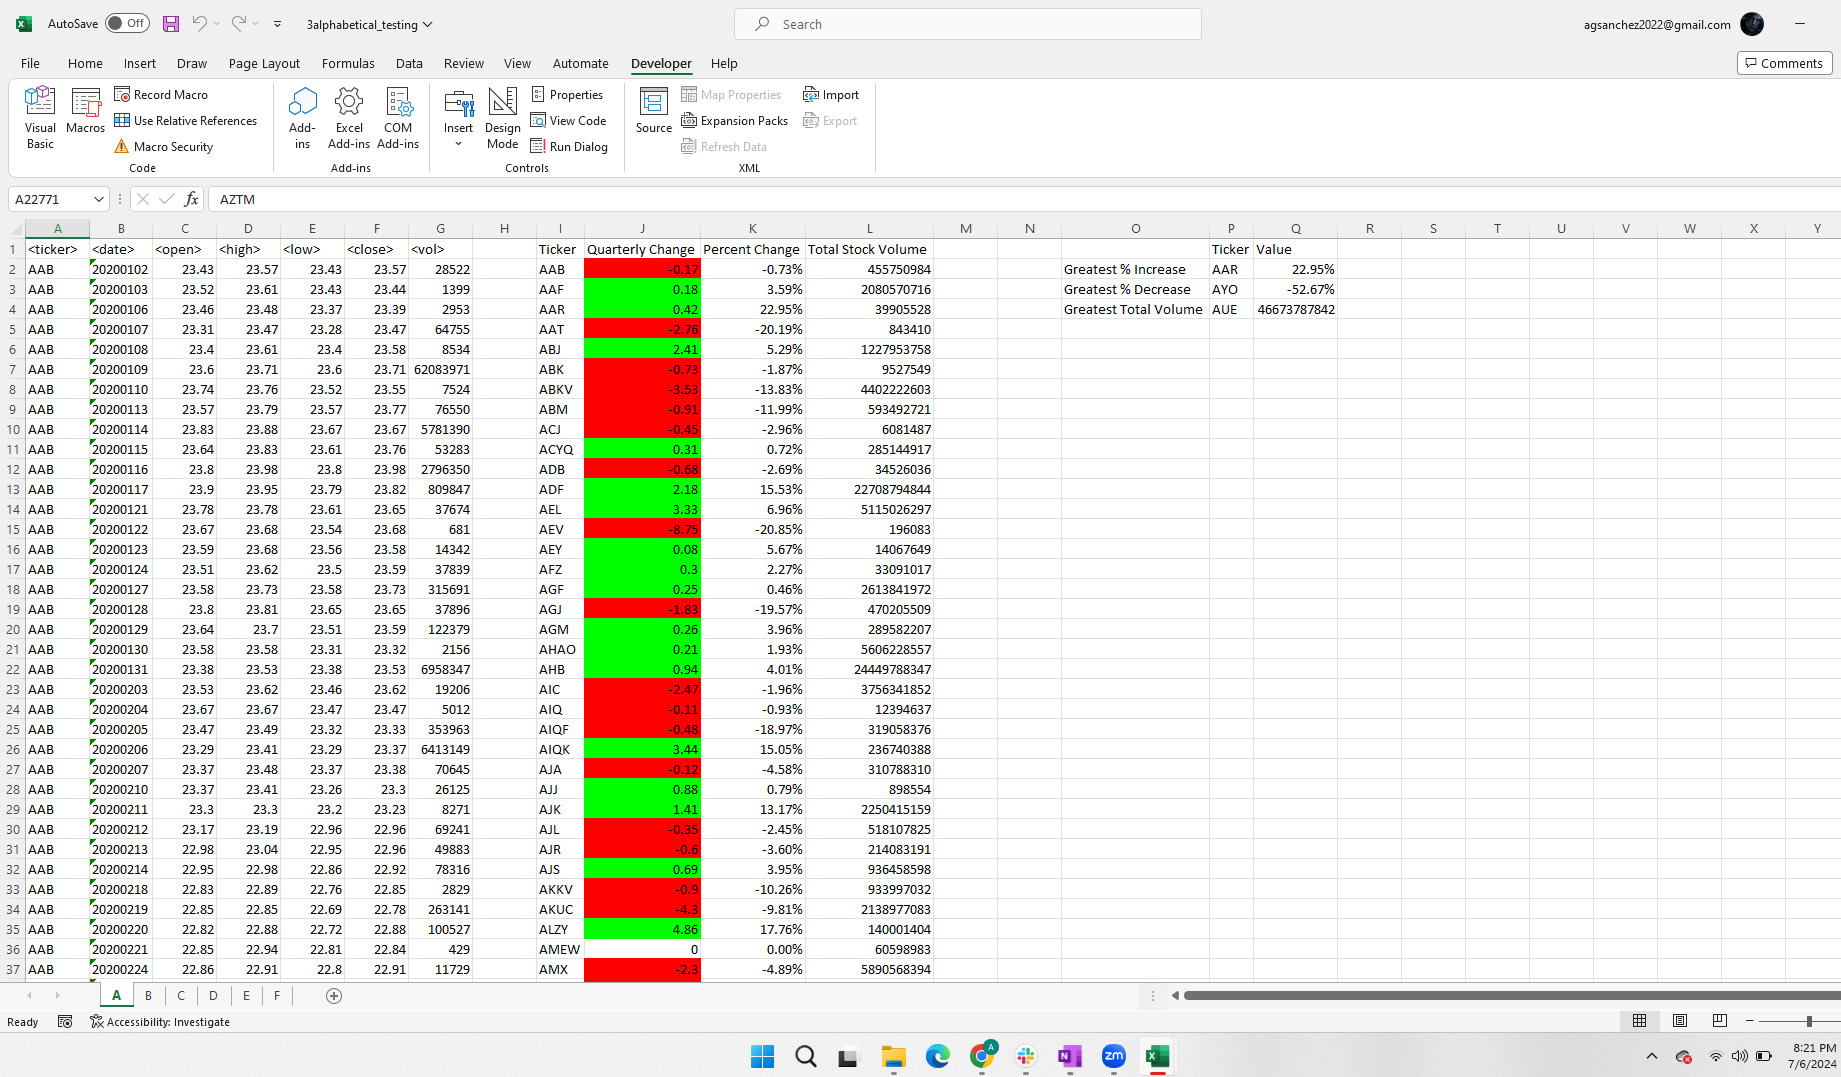 AutoSave Off 3alphabetical_testing Search agsanchez2022@gmail.com
File Home Insert Draw Page Layout Formulas Data Review View Automate Developer Help Comments
Visual Basic Macros Record Macro Use Relative References Macro Security Code
Add-ins Excel Add-ins COM Add-ins Add-ins
Insert Design Mode Properties View Code Run Dialog Controls
Source Map Properties Expansion Packs Refresh Data Import Export XML
A22771 fx AZTM
A B C D E F G H I J K L M N O P Q R S T U V W X Y
1 <ticker> <date> <open> <high> <low> <close> <vol> Ticker Quarterly Change Percent Change Total Stock Volume Ticker Value
2 AAB 20200102 23.43 23.57 23.43 23.57 28522 AAB -0.17 -0.73% 455750984 Greatest % Increase AAR 22.95%
3 AAB 20200103 23.52 23.61 23.43 23.44 1399 AAF 0.18 3.59% 2080570716 Greatest % Decrease AYO -52.67%
4 AAB 20200106 23.46 23.48 23.37 23.39 2953 AAR 0.42 22.95% 39905528 Greatest Total Volume AUE 46673787842
5 AAB 20200107 23.31 23.47 23.28 23.47 64755 AAT -2.76 -20.19% 843410
6 AAB 20200108 23.4 23.61 23.4 23.58 8534 ABJ 2.41 5.29% 1227953758
7 AAB 20200109 23.6 23.71 23.6 23.71 62083971 ABK -0.73 -1.87% 9527549
8 AAB 20200110 23.74 23.76 23.52 23.55 7524 ABKV -3.53 -13.83% 4402222603
9 AAB 20200113 23.57 23.79 23.57 23.77 76550 ABM -0.91 -11.99% 593492721
10 AAB 20200114 23.83 23.88 23.67 23.67 5781390 ACJ -0.45 -2.96% 6081487
11 AAB 20200115 23.64 23.83 23.61 23.76 53283 ACYQ 0.31 0.72% 285144917
12 AAB 20200116 23.8 23.98 23.8 23.98 2796350 ADB -0.68 -2.69% 34526036
13 AAB 20200117 23.9 23.95 23.79 23.82 809847 ADF 2.18 15.53% 22708794844
14 AAB 20200121 23.78 23.78 23.61 23.65 37674 AEL 3.33 6.96% 5115026297
15 AAB 20200122 23.67 23.68 23.54 23.68 681 AEV -8.75 -20.85% 196083
16 AAB 20200123 23.59 23.68 23.56 23.58 14342 AEY 0.08 5.67% 14067649
17 AAB 20200124 23.51 23.62 23.5 23.59 37839 AFZ 0.3 2.27% 33091017
18 AAB 20200127 23.58 23.73 23.58 23.73 315691 AGF 0.25 0.46% 2613841972
19 AAB 20200128 23.8 23.81 23.65 23.65 37896 AGJ -1.83 -19.57% 470205509
20 AAB 20200129 23.64 23.7 23.51 23.59 122379 AGM 0.26 3.96% 289582207
21 AAB 20200130 23.58 23.58 23.31 23.32 2156 AHAO 0.21 1.93% 5606228557
22 AAB 20200131 23.38 23.53 23.38 23.53 6958347 AHB 0.94 4.01% 24449788347
23 AAB 20200203 23.53 23.62 23.46 23.62 19206 AIC -2.47 -1.96% 3756341852
24 AAB 20200204 23.67 23.67 23.47 23.47 5012 AIQ -0.11 -0.93% 12394637
25 AAB 20200205 23.47 23.49 23.32 23.33 353963 AIQF -0.48 -18.97% 319058376
26 AAB 20200206 23.29 23.41 23.29 23.37 6413149 AIQK 3.44 15.05% 236740388
27 AAB 20200207 23.37 23.48 23.37 23.38 70645 AJA -0.12 -4.58% 310788310
28 AAB 20200210 23.37 23.41 23.26 23.3 26125 AJJ 0.88 0.79% 898554
29 AAB 20200211 23.3 23.3 23.2 23.23 8271 AJK 1.41 13.17% 2250415159
30 AAB 20200212 23.17 23.19 22.96 22.96 69241 AJL -0.35 -2.45% 518107825
31 AAB 20200213 22.98 23.04 22.95 22.96 49883 AJR -0.6 -3.60% 214083191
32 AAB 20200214 22.95 22.98 22.86 22.92 78316 AJS 0.69 3.95% 936458598
33 AAB 20200218 22.83 22.89 22.76 22.85 2829 AKKV -0.9 -10.26% 933997032
34 AAB 20200219 22.85 22.85 22.69 22.78 263141 AKUC -4.3 -9.81% 2138977083
35 AAB 20200220 22.82 22.88 22.72 22.88 100527 ALZY 4.86 17.76% 140001404
36 AAB 20200221 22.85 22.94 22.81 22.84 429 AMEW 0 0.00% 60598983
37 AAB 20200224 22.86 22.91 22.8 22.91 11729 AMX -2.3 -4.89% 5890568394
A B C D E F
Ready Accessibility: Investigate
A N zm 8:21 PM
7/6/2024